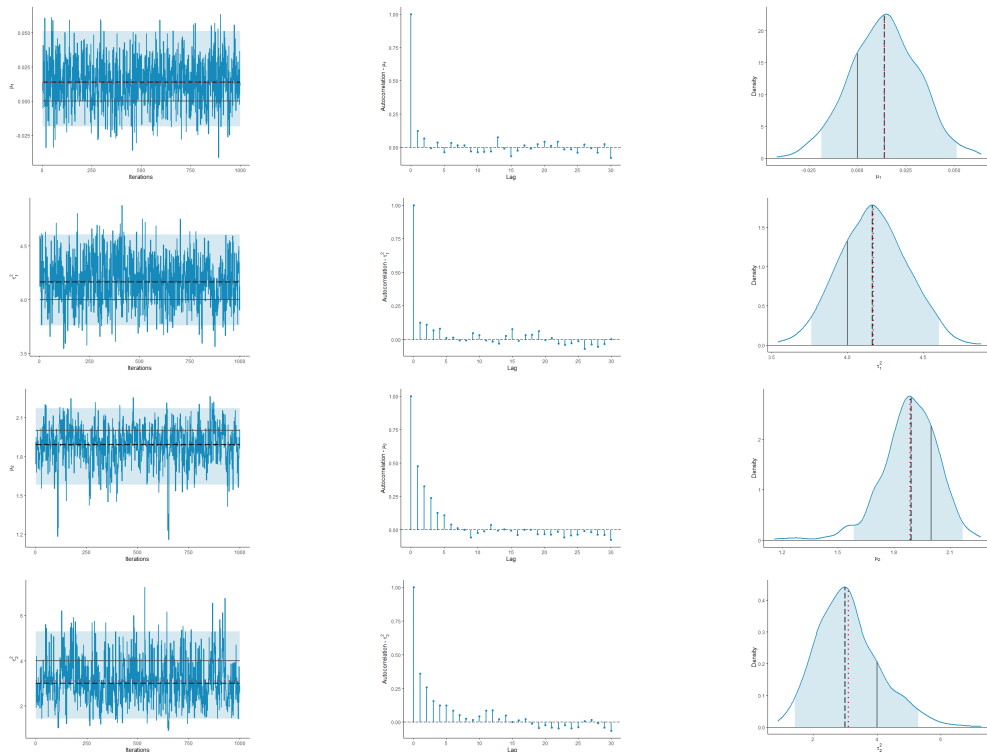 μ₁
0.050
0.025
0.000
-0.025
0 250 500 750 1000
Iterations
Autocorrelation - μ₁
1.00
0.75
0.50
0.25
0.00
0 5 10 15 20 25 30
Lag
Density
20
15
10
5
0
-0.025 0.000 0.025 0.050
μ₁
τ₁²
4.5
4.0
3.5
0 250 500 750 1000
Iterations
Autocorrelation - τ₁²
1.00
0.75
0.50
0.25
0.00
0 5 10 15 20 25 30
Lag
Density
1.5
1.0
0.5
0.0
3.5 4.0 4.5
τ₁²
μ₂
2.1
1.8
1.5
1.2
0 250 500 750 1000
Iterations
Autocorrelation - μ₂
1.00
0.75
0.50
0.25
0.00
0 5 10 15 20 25 30
Lag
Density
2
1
0
1.2 1.5 1.8 2.1
μ₂
τ₂²
6
4
2
0 250 500 750 1000
Iterations
Autocorrelation - τ₂²
1.00
0.75
0.50
0.25
0.00
0 5 10 15 20 25 30
Lag
Density
0.4
0.3
0.2
0.1
0.0
2 4 6
τ₂²